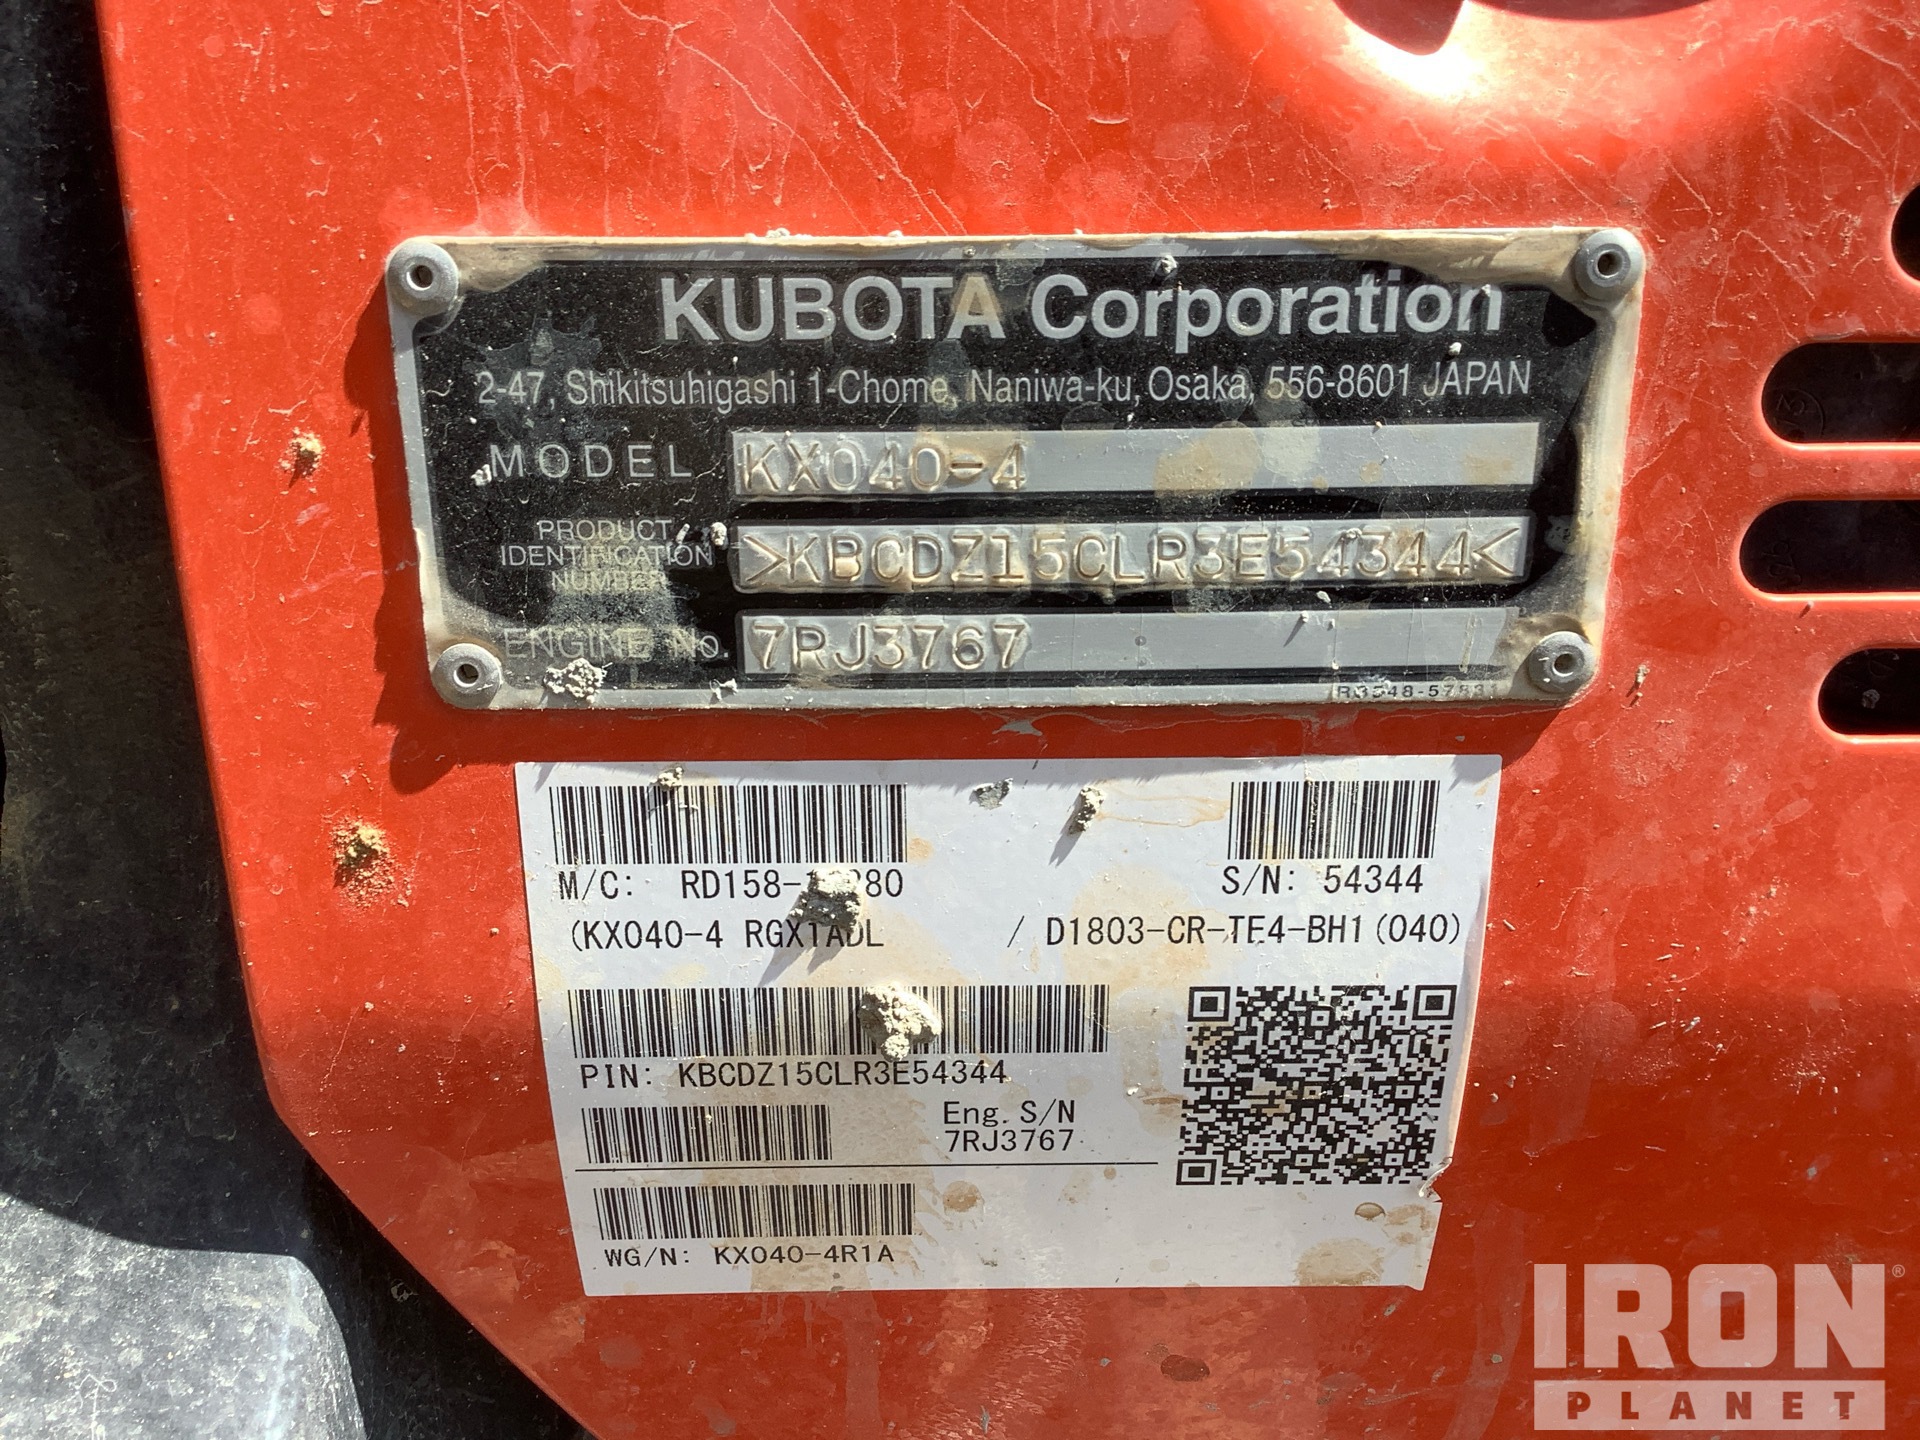 KUBOTA Corporation
2-47, Shikitsuhigashi 1-Chome, Naniwa-ku, Osaka, 556-8601 JAPAN
MODEL KX040-4
PRODUCT
IDENTIFICATION
NUMBER
>KBCDZ15CLR3E54344<
ENGINE No. 7RJ3767
M/C:
S/N: 54344
(KX040-4 RGX1ADL / D1803-CR-TE4-BH1(040)
PIN: KBCDZ15CLR3E54344
Eng. S/N
7RJ3767
WG/N: KX040-4R1A
IRON®
PLANET